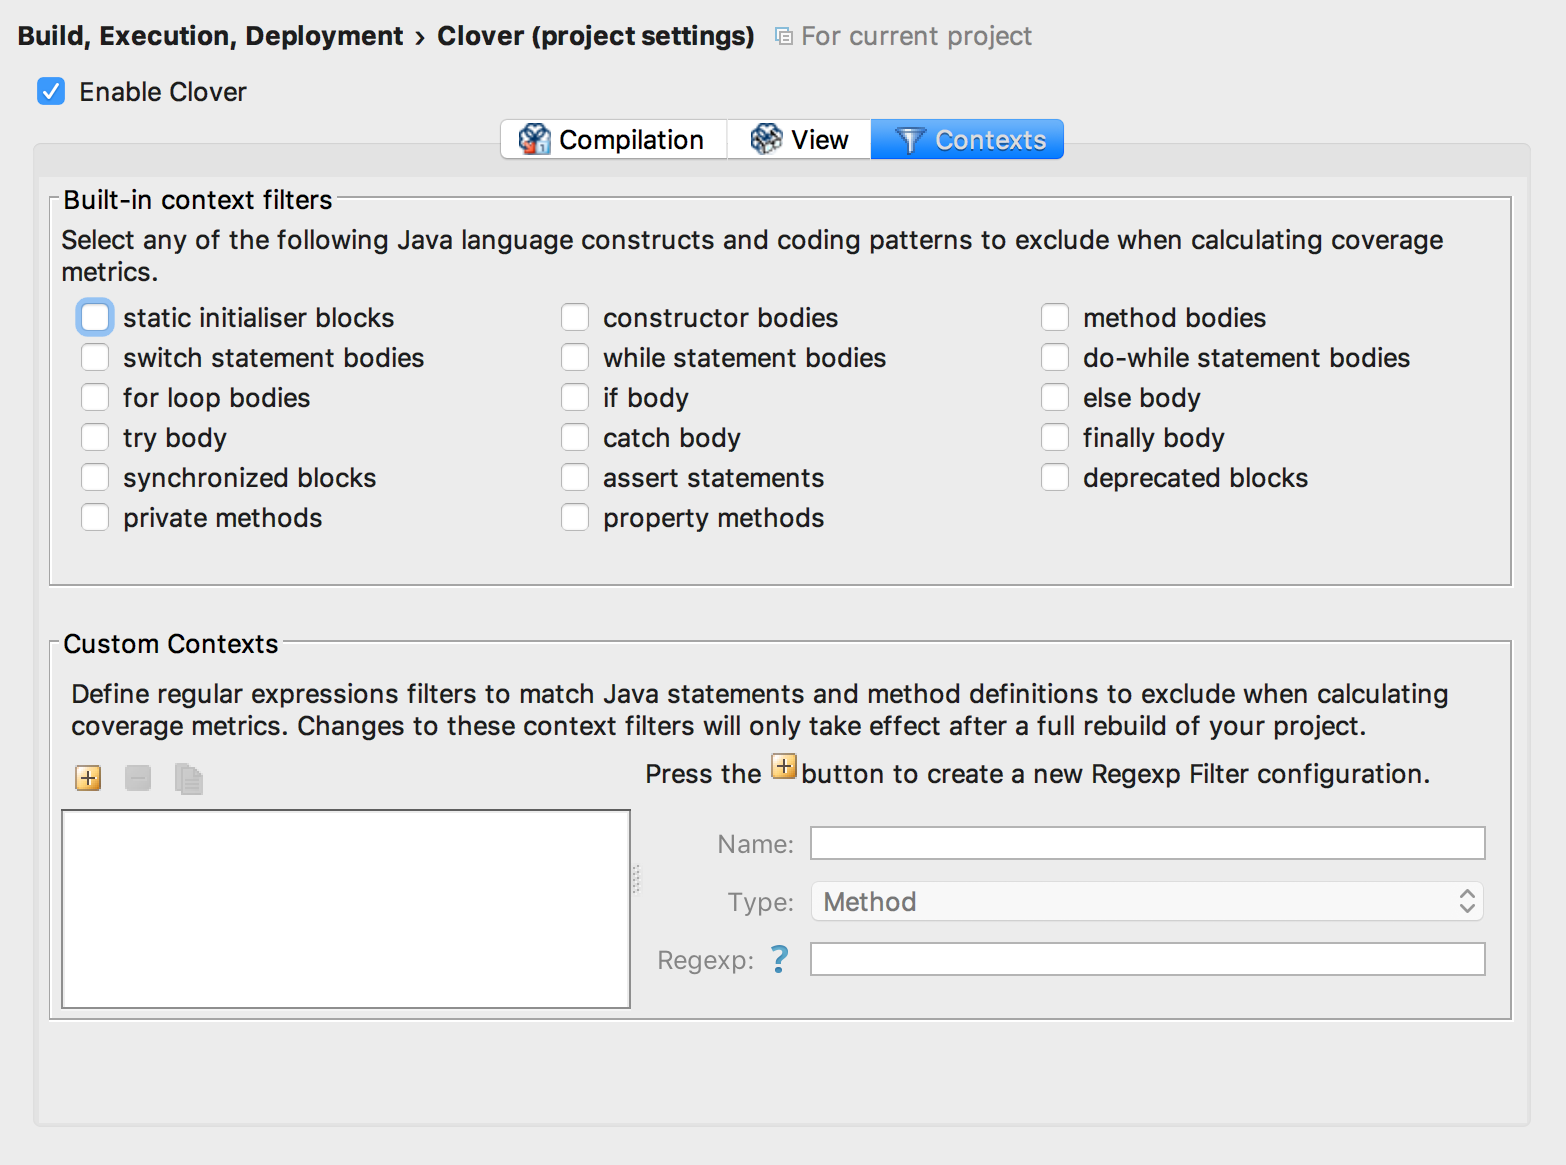 Build, Execution, Deployment › Clover (project settings) For current project
Enable Clover
Compilation View Contexts
Built-in context filters
Select any of the following Java language constructs and coding patterns to exclude when calculating coverage
metrics.
static initialiser blocks constructor bodies method bodies
switch statement bodies while statement bodies do-while statement bodies
for loop bodies if body else body
try body catch body finally body
synchronized blocks assert statements deprecated blocks
private methods property methods
Custom Contexts
Define regular expressions filters to match Java statements and method definitions to exclude when calculating
coverage metrics. Changes to these context filters will only take effect after a full rebuild of your project.
Press the button to create a new Regexp Filter configuration.
Name:
Type: Method
Regexp: ?